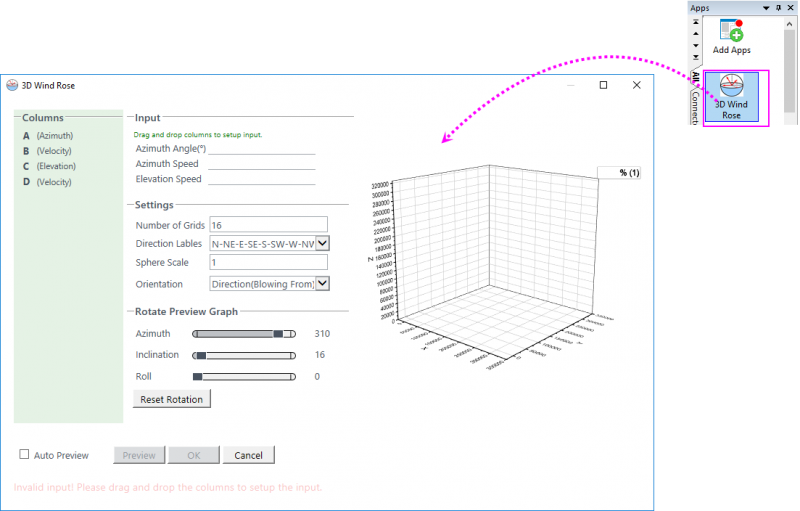 Apps
Add Apps
All
Connect
3D Wind
Rose
3D Wind Rose
Columns
A (Azimuth)
B (Velocity)
C (Elevation)
D (Velocity)
Input
Drag and drop columns to setup input.
Azimuth Angle(°)
Azimuth Speed
Elevation Speed
Settings
Number of Grids 16
Direction Lables N-NE-E-SE-S-SW-W-NW
Sphere Scale 1
Orientation Direction(Blowing From)
Rotate Preview Graph
Azimuth 310
Inclination 16
Roll 0
Reset Rotation
% (1)
320000
300000
280000
260000
240000
220000
200000
180000
160000
140000
120000
100000
80000
60000
40000
20000
0
Z
X
Y
Auto Preview Preview OK Cancel
Invalid input! Please drag and drop the columns to setup the input.